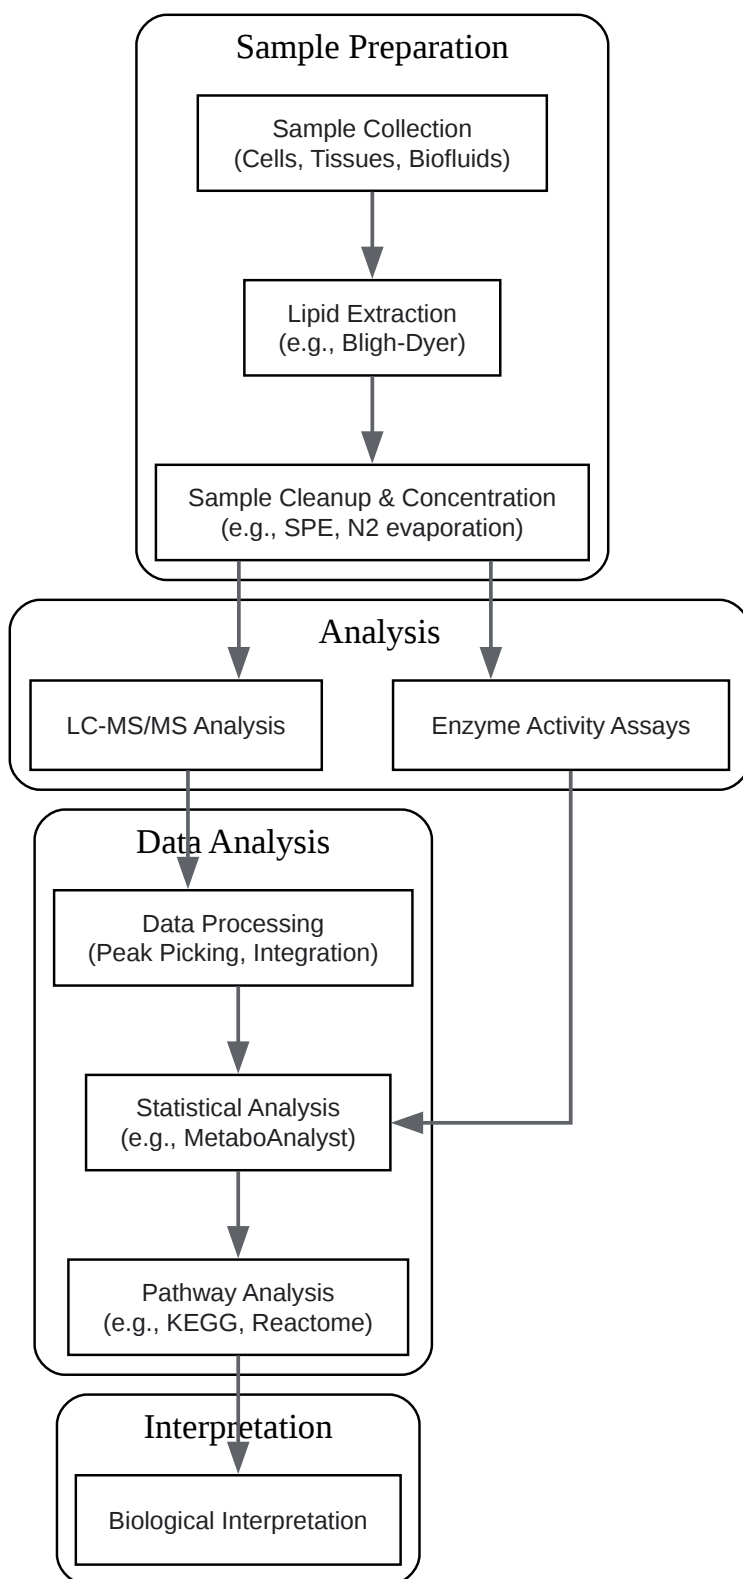 Sample Preparation
Sample Collection
(Cells, Tissues, Biofluids)
Lipid Extraction
(e.g., Bligh-Dyer)
Sample Cleanup & Concentration
(e.g., SPE, N2 evaporation)
Analysis
LC-MS/MS Analysis
Enzyme Activity Assays
Data Analysis
Data Processing
(Peak Picking, Integration)
Statistical Analysis
(e.g., MetaboAnalyst)
Pathway Analysis
(e.g., KEGG, Reactome)
Interpretation
Biological Interpretation